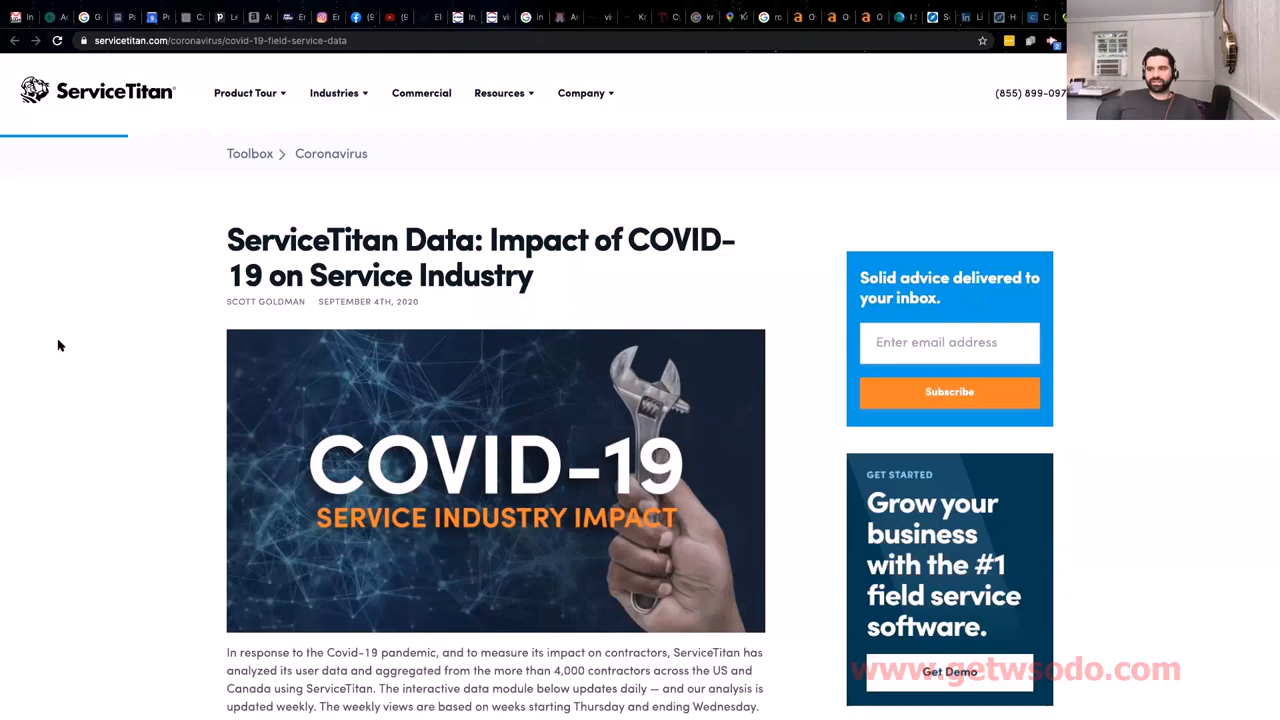 servicetitan.com/coronavirus/covid-19-field-service-data
ServiceTitan
Product Tour
Industries
Commercial
Resources
Company
(855) 899-097
Toolbox > Coronavirus
ServiceTitan Data: Impact of COVID-
19 on Service Industry
SCOTT GOLDMAN SEPTEMBER 4TH, 2020
COVID-19
SERVICE INDUSTRY IMPACT
In response to the Covid-19 pandemic, and to measure its impact on contractors, ServiceTitan has
analyzed its user data and aggregated from the more than 4,000 contractors across the US and
Canada using ServiceTitan. The interactive data module below updates daily — and our analysis is
updated weekly. The weekly views are based on weeks starting Thursday and ending Wednesday.
Solid advice delivered to
your inbox.
Enter email address
Subscribe
GET STARTED
Grow your
business
with the #1
field service
software.
Get Demo
www.getwsodo.com